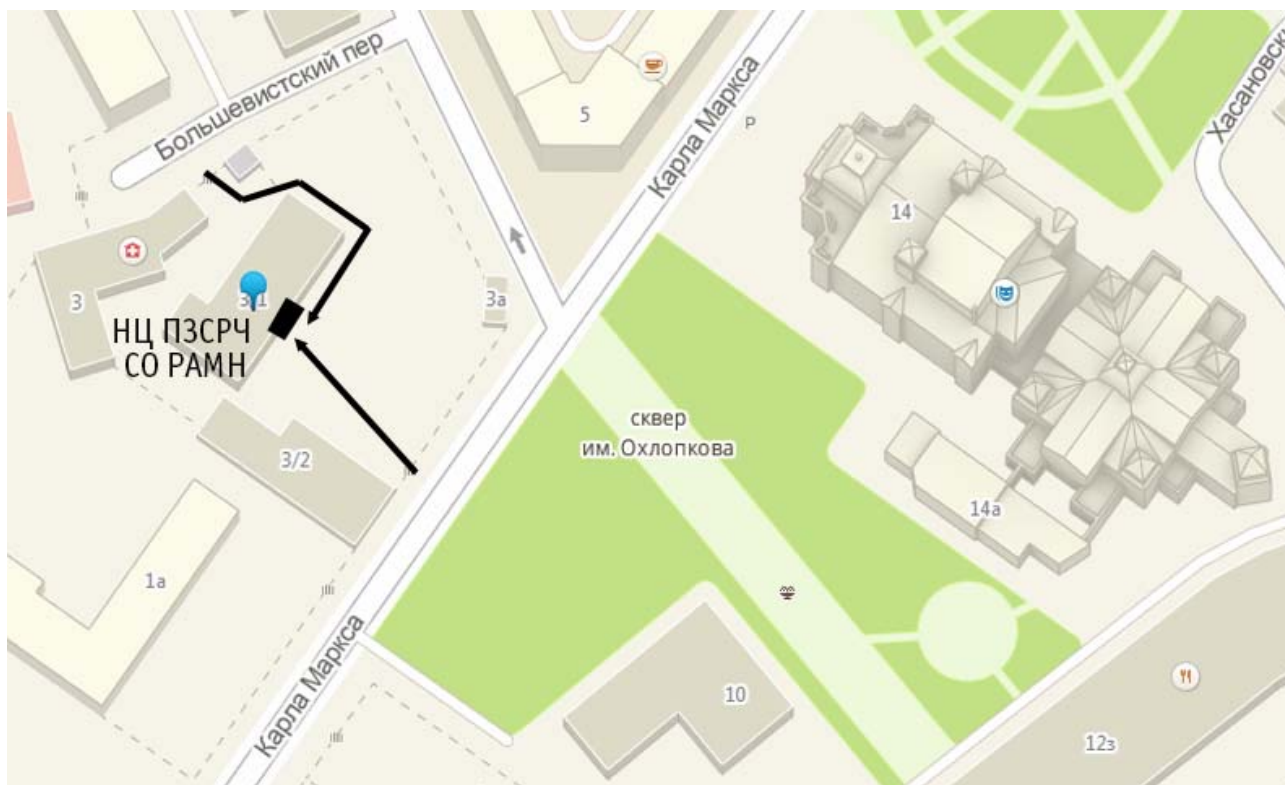 Большевистский пер
5
Карла Маркса
P
Хасановски
14
3
3/1
3а
НЦ ПЗСРЧ
СО РАМН
сквер
им. Охлопкова
3/2
14а
1а
10
Карла Маркса
12з